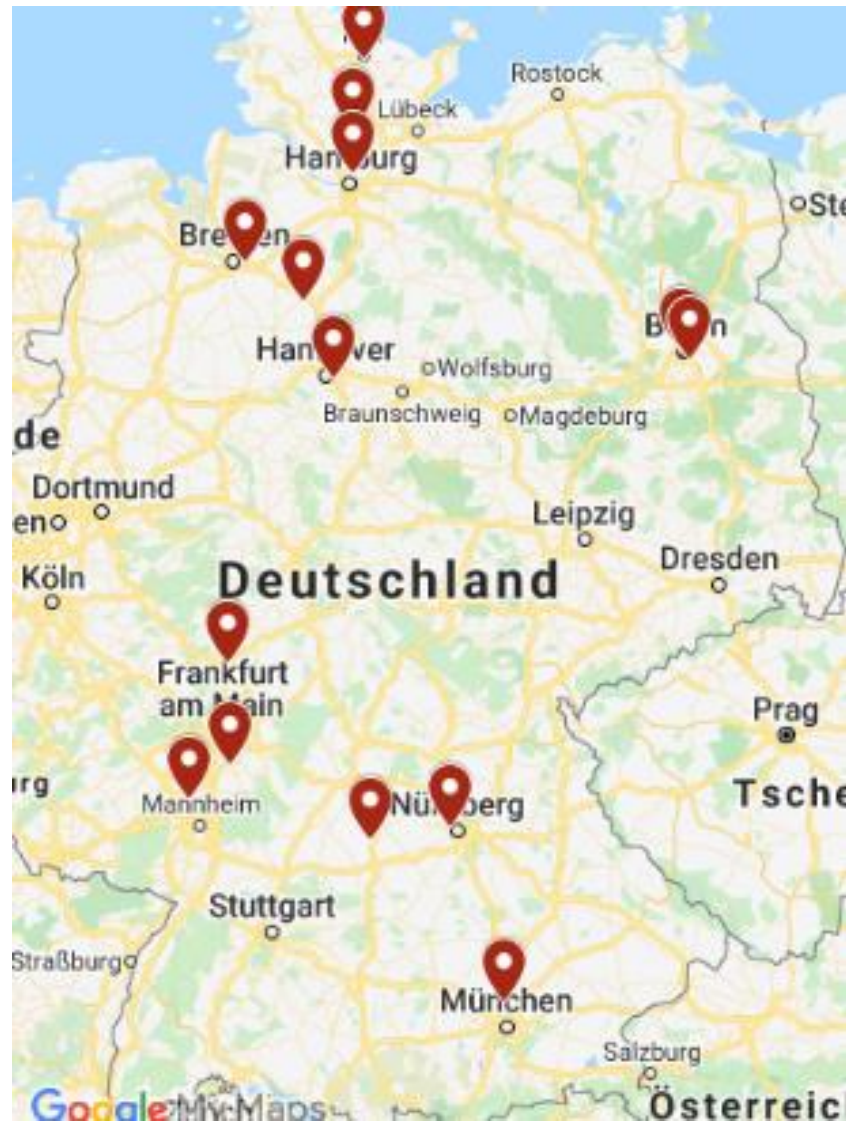 Rostock
Lübeck
Hamburg
Ste
Bremen
Berlin
Hannover
Wolfsburg
Braunschweig
Magdeburg
de
Dortmund
en
Leipzig
Köln
Dresden
Deutschland
Frankfurt
am Main
Prag
rg
Mannheim
Tsche
Nürnberg
Stuttgart
Straßburg
München
Salzburg
Google My Maps
Österreic